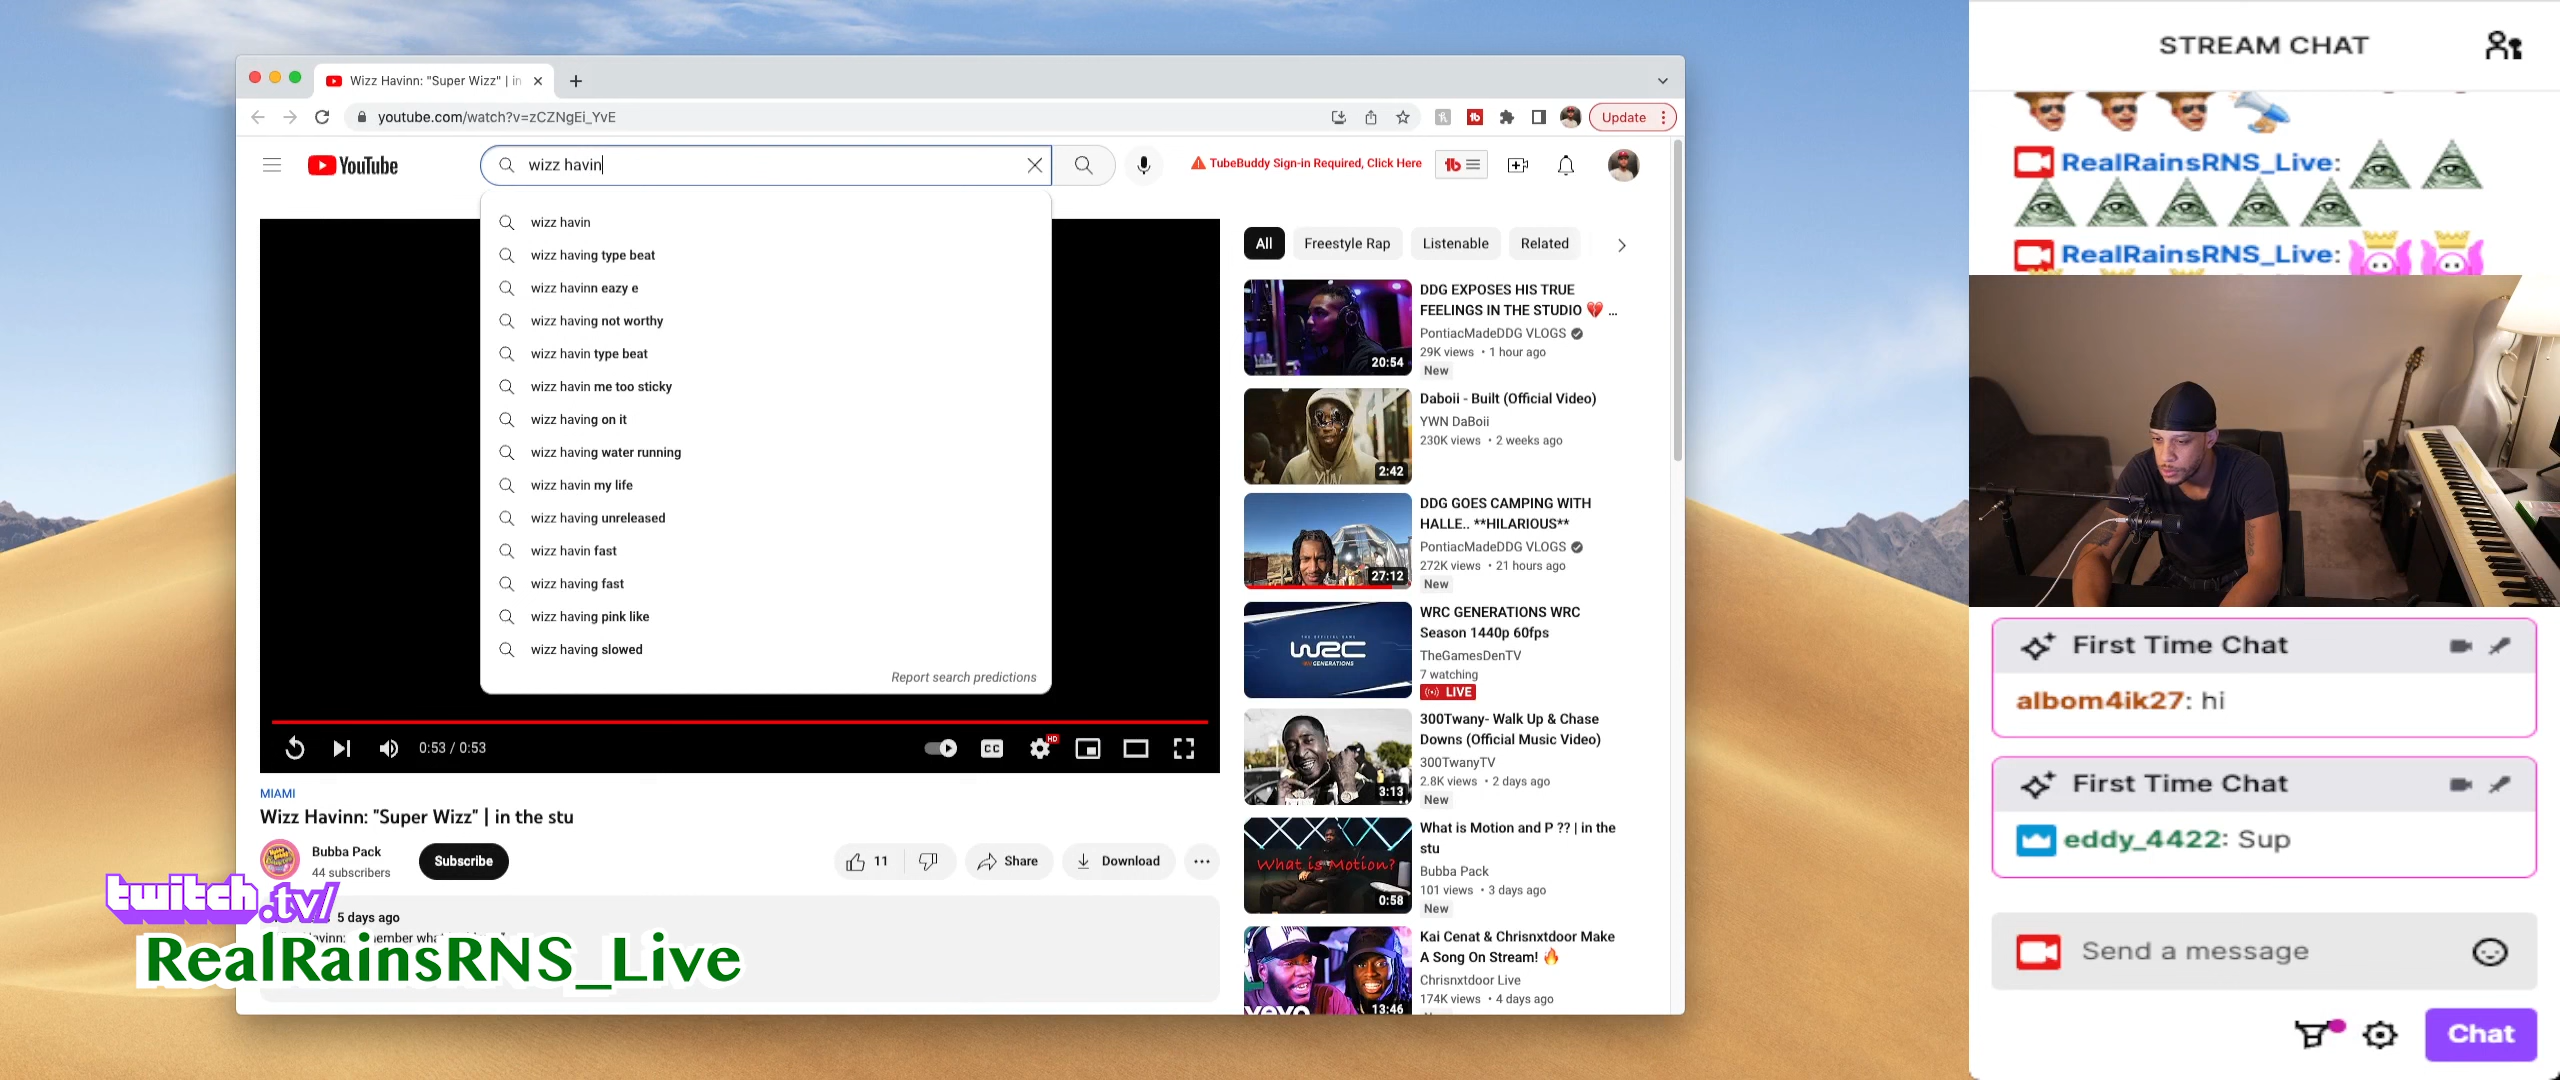 Wizz Havinn: "Super Wizz" | in
youtube.com/watch?v=zCZNgEi_YvE
Update
YouTube
wizz havin
TubeBuddy Sign-in Required, Click Here
wizz havin
wizz having type beat
wizz havinn eazy e
wizz having not worthy
wizz havin type beat
wizz havin me too sticky
wizz having on it
wizz having water running
wizz havin my life
wizz having unreleased
wizz havin fast
wizz having fast
wizz having pink like
wizz having slowed
Report search predictions
0:53 / 0:53
CC
HD
MIAMI
Wizz Havinn: "Super Wizz" | in the stu
Bubba Pack
44 subscribers
Subscribe
11
Share
Download
5 days ago
twitch.tv/
RealRainsRNS_Live
All
Freestyle Rap
Listenable
Related
20:54
DDG EXPOSES HIS TRUE
FEELINGS IN THE STUDIO 💔 ...
PontiacMadeDDG VLOGS
29K views • 1 hour ago
New
2:42
Daboii - Built (Official Video)
YWN DaBoii
230K views • 2 weeks ago
27:12
DDG GOES CAMPING WITH
HALLE.. **HILARIOUS**
PontiacMadeDDG VLOGS
272K views • 21 hours ago
New
WRC
GENERATIONS
WRC GENERATIONS WRC
Season 1440p 60fps
TheGamesDenTV
7 watching
LIVE
3:13
300Twany- Walk Up & Chase
Downs (Official Music Video)
300TwanyTV
2.8K views • 2 days ago
New
What is Motion?
0:58
What is Motion and P ?? | in the
stu
Bubba Pack
101 views • 3 days ago
New
vevo
13:46
Kai Cenat & Chrisnxtdoor Make
A Song On Stream! 🔥
Chrisnxtdoor Live
174K views • 4 days ago
STREAM CHAT
RealRainsRNS_Live:
RealRainsRNS_Live:
First Time Chat
albom4ik27: hi
First Time Chat
eddy_4422: Sup
Send a message
Chat